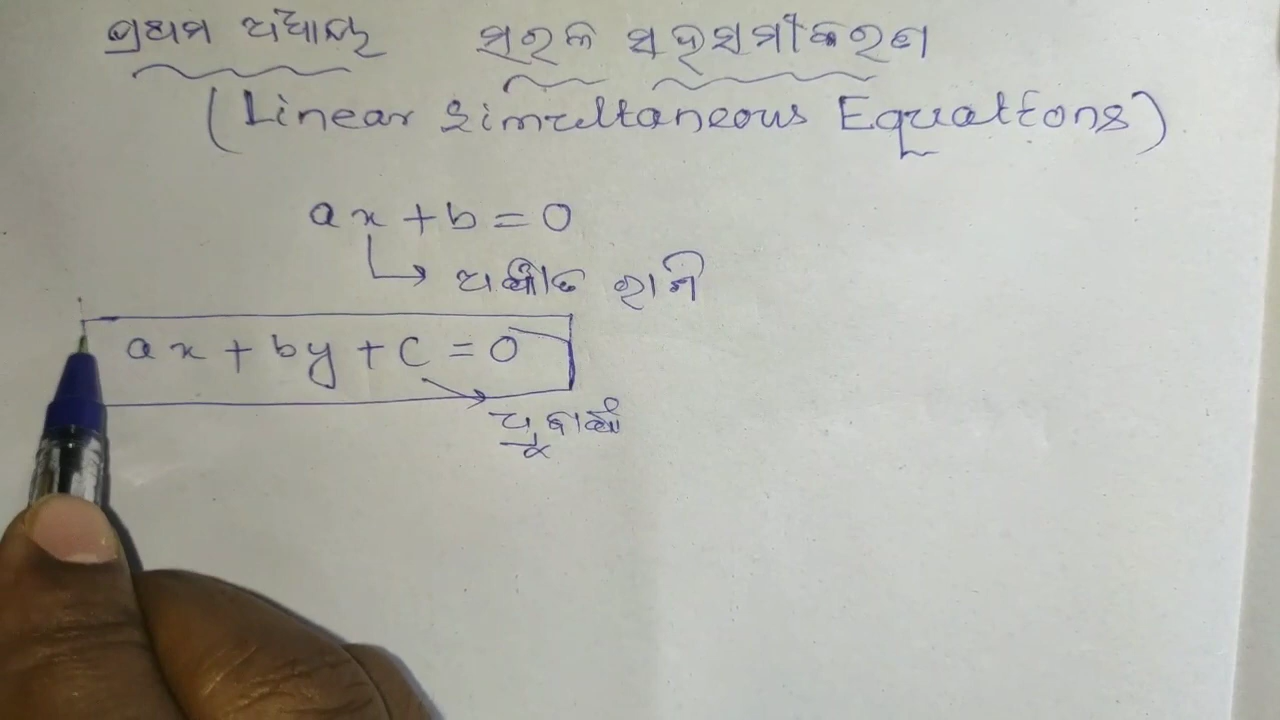 ପ୍ରଥମ ଅଧ୍ୟାୟ ସରଳ ସହସମୀକରଣ
(Linear Simultaneous Equations)
ax + b = 0
ଅଜ୍ଞାତ ରାଶି
ax + by + c = 0
ଧ୍ରୁବାଙ୍କ